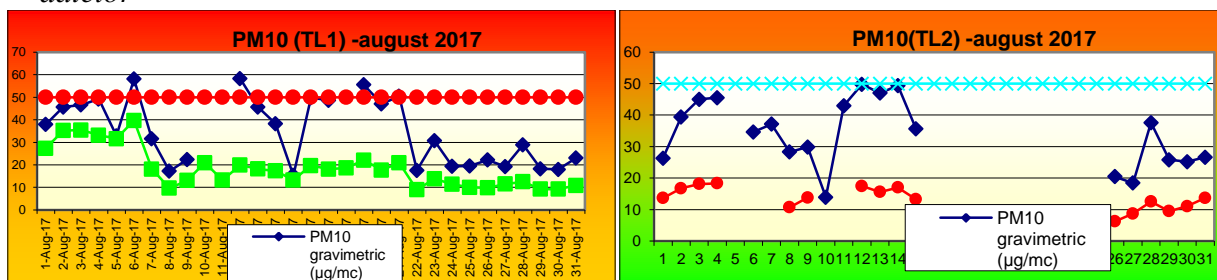 PM10 (TL1) -august 2017
70
60
50
40
30
20
10
0
1-Aug-17
2-Aug-17
3-Aug-17
4-Aug-17
5-Aug-17
6-Aug-17
7-Aug-17
8-Aug-17
9-Aug-17
10-Aug-17
11-Aug-17
22-Aug-17
23-Aug-17
24-Aug-17
25-Aug-17
26-Aug-17
27-Aug-17
28-Aug-17
29-Aug-17
30-Aug-17
31-Aug-17
PM10
gravimetric
(µg/mc)
PM10(TL2) -august 2017
60
50
40
30
20
10
0
1 2 3 4 5 6 7 8 9 10 11 12 13 14 26 27 28 29 30 31
PM10
gravimetric
(µg/mc)